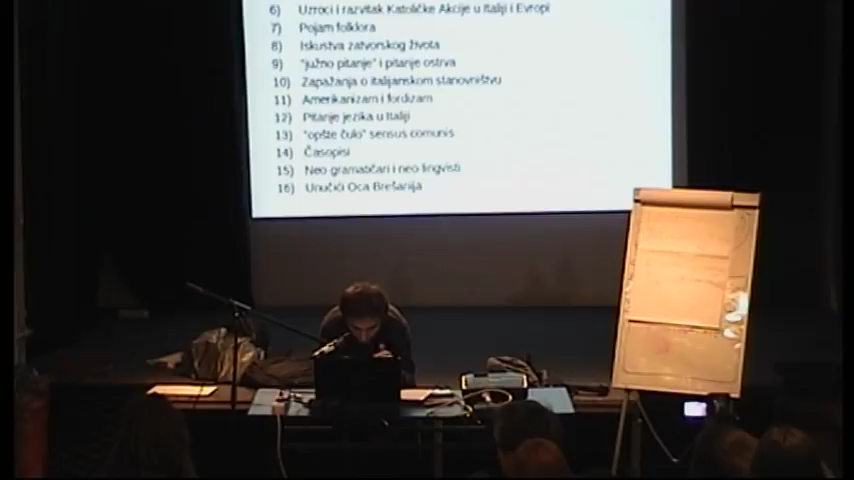 6) Uzroci i razvitak Katoličke Akcije u Italiji i Evropi
7) Pojam folklora
8) Iskustva zatvorskog života
9) "južno pitanje" i pitanje ostrva
10) Zapažanja o italijanskom stanovništvu
11) Amerikanizam i fordizam
12) Pitanje jezika u Italiji
13) "opšte čulo" sensus comunis
14) Časopisi
15) Neo gramatičari i neo lingvisti
16) Unučići Oca Brešanija